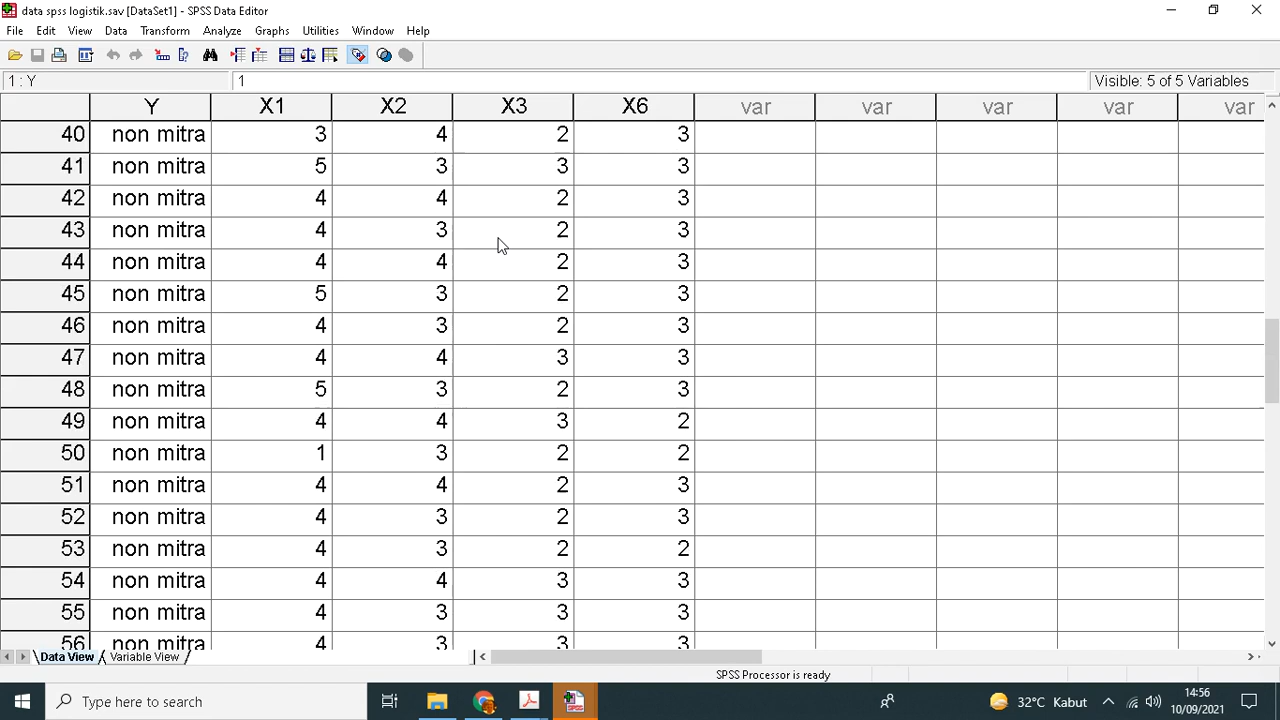 data spss logistik.sav [DataSet1] - SPSS Data Editor
File Edit View Data Transform Analyze Graphs Utilities Window Help
1 : Y 1 Visible: 5 of 5 Variables
Y X1 X2 X3 X6 var var var var var
40 non mitra 3 4 2 3
41 non mitra 5 3 3 3
42 non mitra 4 4 2 3
43 non mitra 4 3 2 3
44 non mitra 4 4 2 3
45 non mitra 5 3 2 3
46 non mitra 4 3 2 3
47 non mitra 4 4 3 3
48 non mitra 5 3 2 3
49 non mitra 4 4 3 2
50 non mitra 1 3 2 2
51 non mitra 4 4 2 3
52 non mitra 4 3 2 3
53 non mitra 4 3 2 2
54 non mitra 4 4 3 3
55 non mitra 4 3 3 3
56 non mitra 4 3 3 3
Data View Variable View
SPSS Processor is ready
Type here to search
32°C Kabut
14:56
10/09/2021